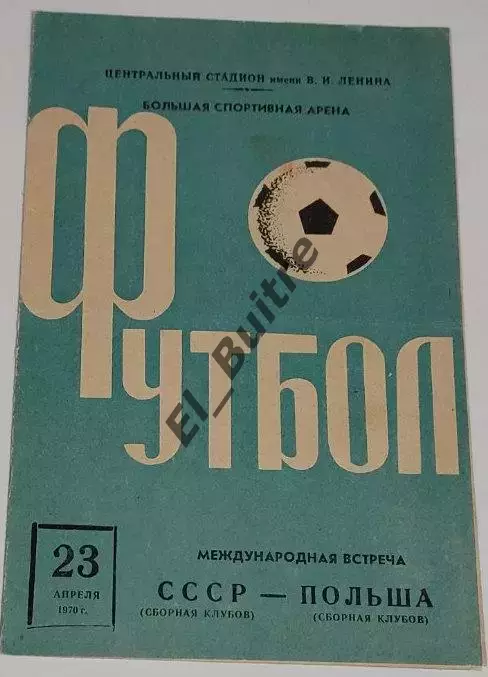 ЦЕНТРАЛЬНЫЙ СТАДИОН имени В. И. ЛЕНИНА
БОЛЬШАЯ СПОРТИВНАЯ АРЕНА
ФУТБОЛ
El_Buitre
23
АПРЕЛЯ
1970 г.
МЕЖДУНАРОДНАЯ ВСТРЕЧА
СССР — ПОЛЬША
(СБОРНАЯ КЛУБОВ) (СБОРНАЯ КЛУБОВ)